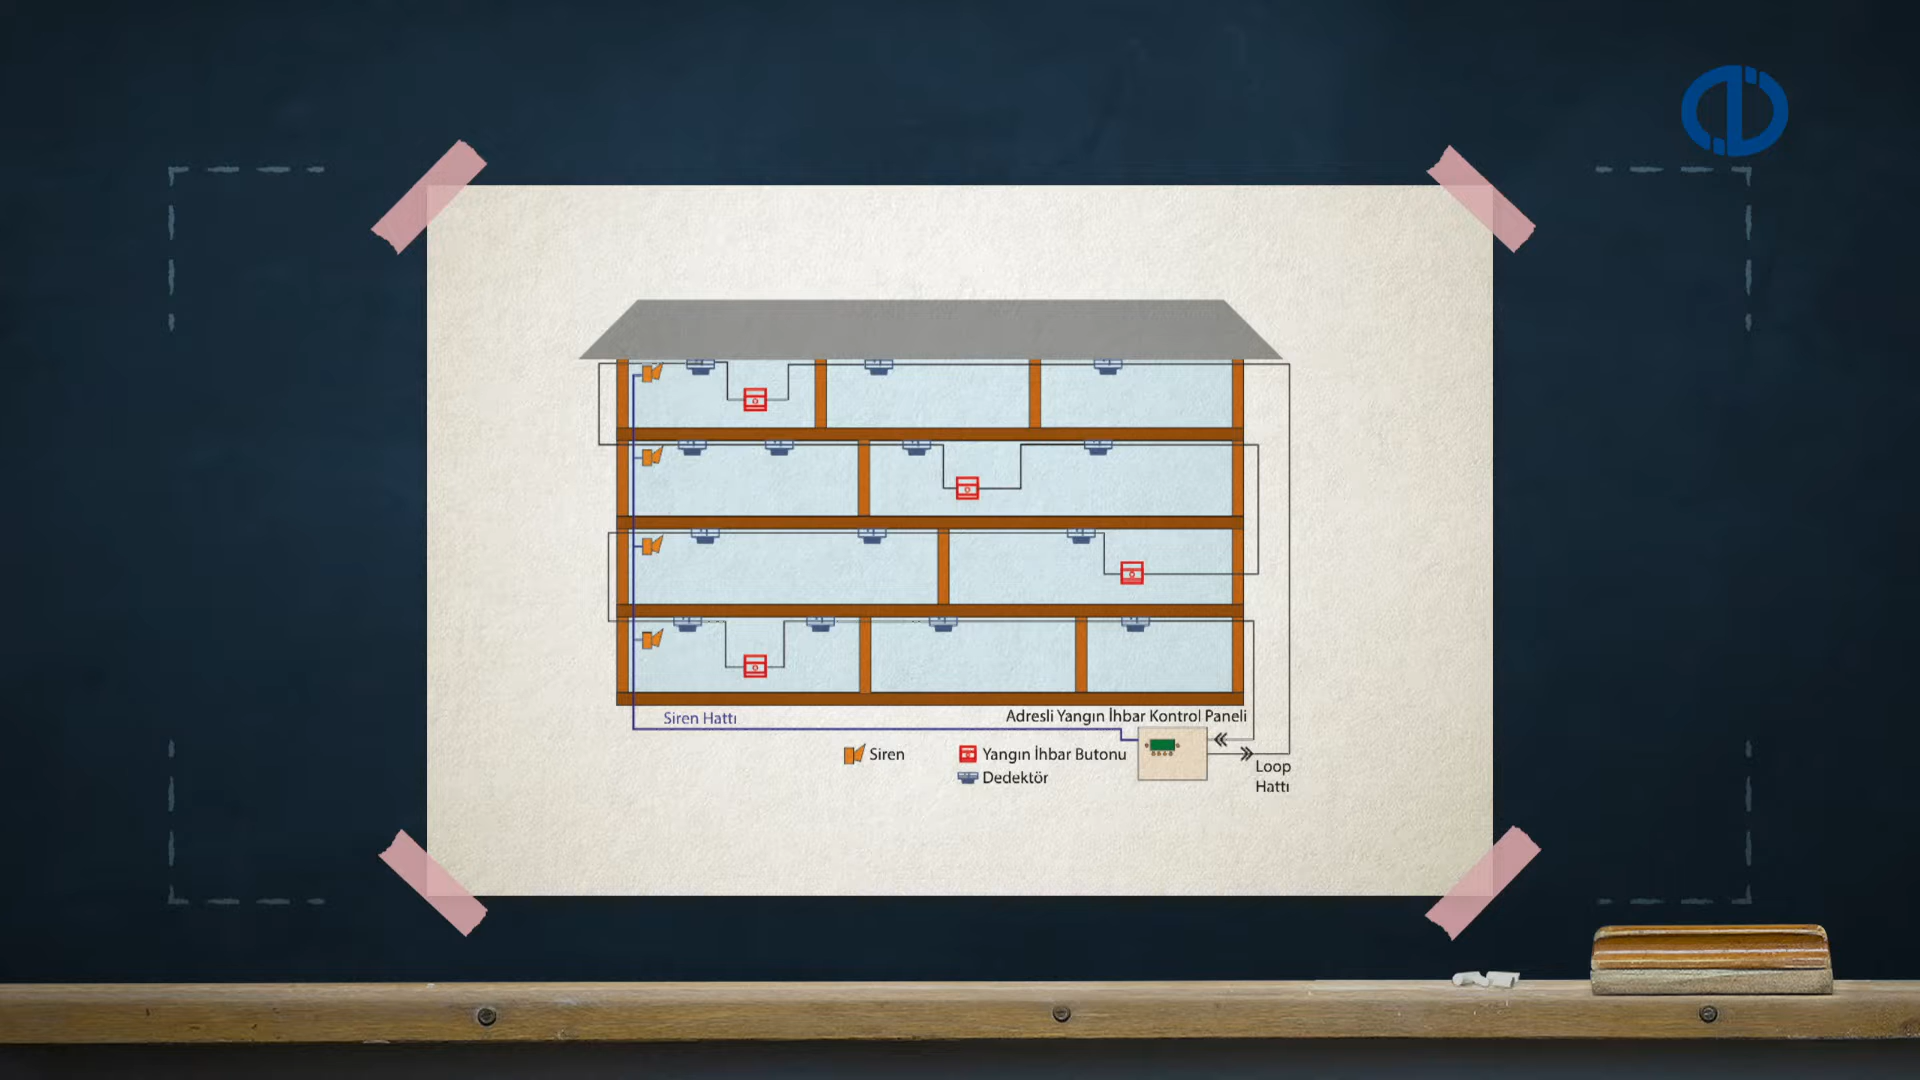 Siren Hattı
Adresli Yangın İhbar Kontrol Paneli
Siren
Yangın İhbar Butonu
Dedektör
Loop
Hattı